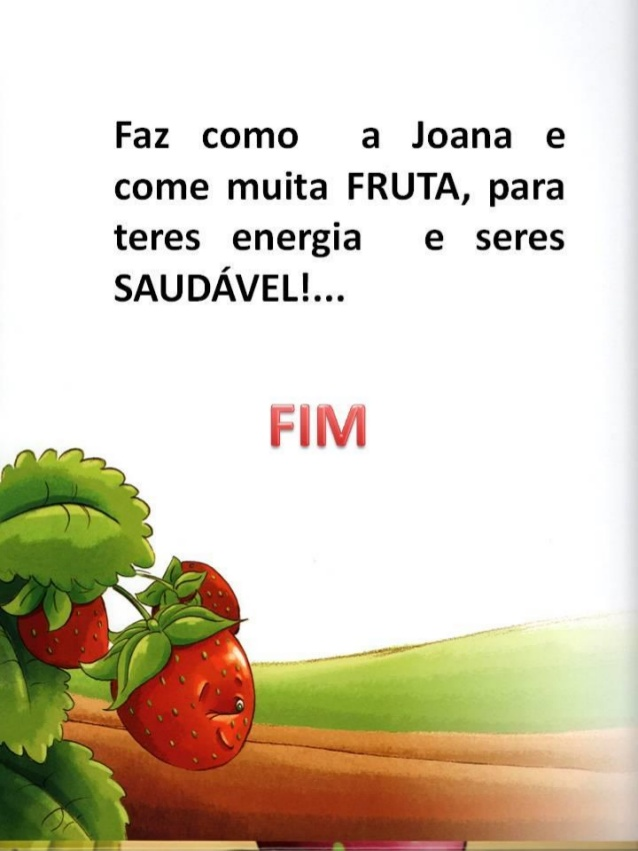 Faz como a Joana e
come muita FRUTA, para
teres energia e seres
SAUDÁVEL!...
FIM